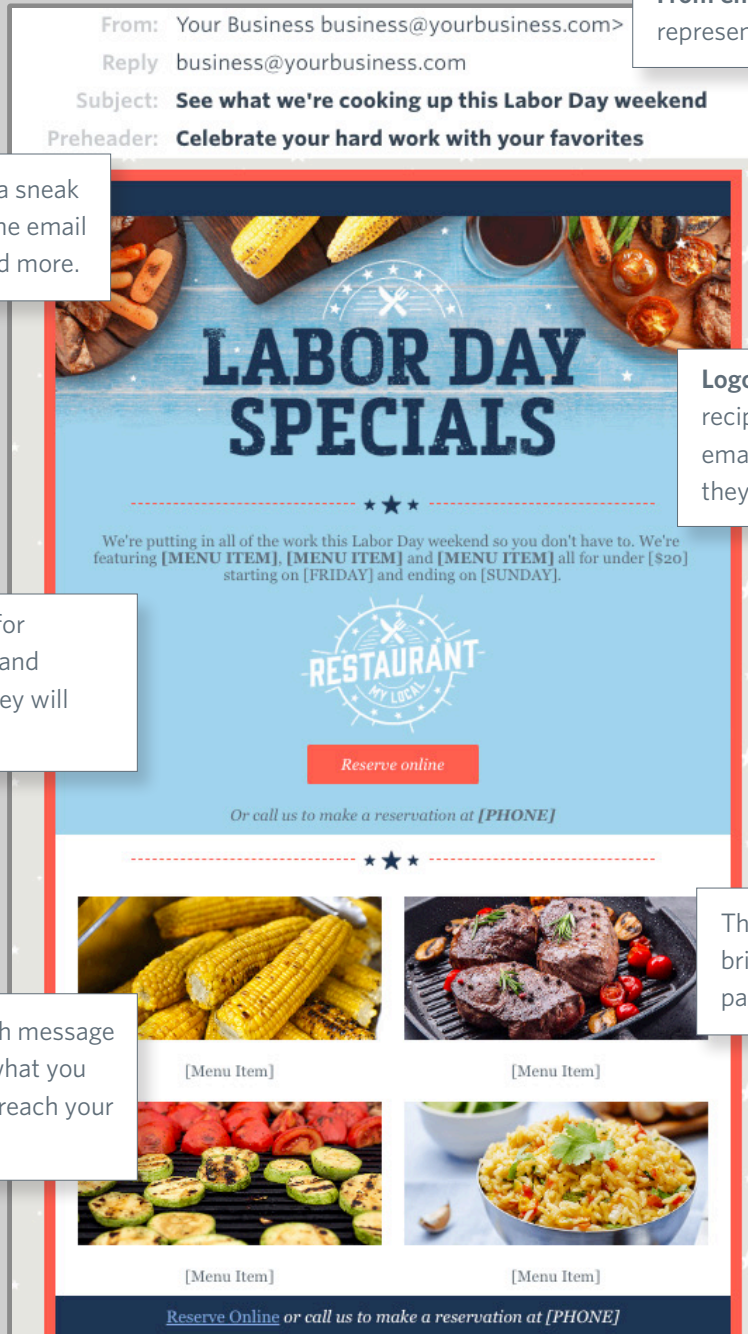 From em
represen
From: Your Business business@yourbusiness.com>
Reply business@yourbusiness.com
Subject: See what we're cooking up this Labor Day weekend
Preheader: Celebrate your hard work with your favorites
a sneak
ne email
d more.
LABOR DAY
SPECIALS
Logo
recip
ema
they
We're putting in all of the work this Labor Day weekend so you don't have to. We're
featuring [MENU ITEM], [MENU ITEM] and [MENU ITEM] all for under [$20]
starting on [FRIDAY] and ending on [SUNDAY].
for
and
ey will
RESTAURANT
MY LOCAL
Reserve online
Or call us to make a reservation at [PHONE]
Th
bri
pa
h message
what you
reach your
[Menu Item]
[Menu Item]
[Menu Item]
[Menu Item]
Reserve Online or call us to make a reservation at [PHONE]